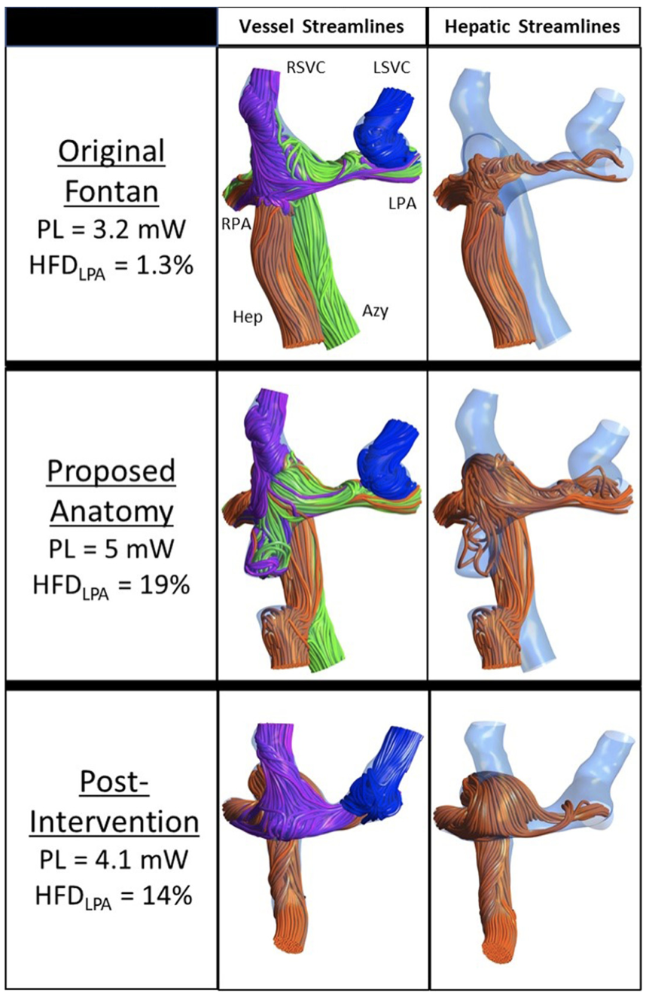 Vessel Streamlines
Hepatic Streamlines
Original
Fontan
PL = 3.2 mW
HFDLPA = 1.3%
RSVC
LSVC
LPA
RPA
Hep
Azy
Proposed
Anatomy
PL = 5 mW
HFDLPA = 19%
Post-
Intervention
PL = 4.1 mW
HFDLPA = 14%